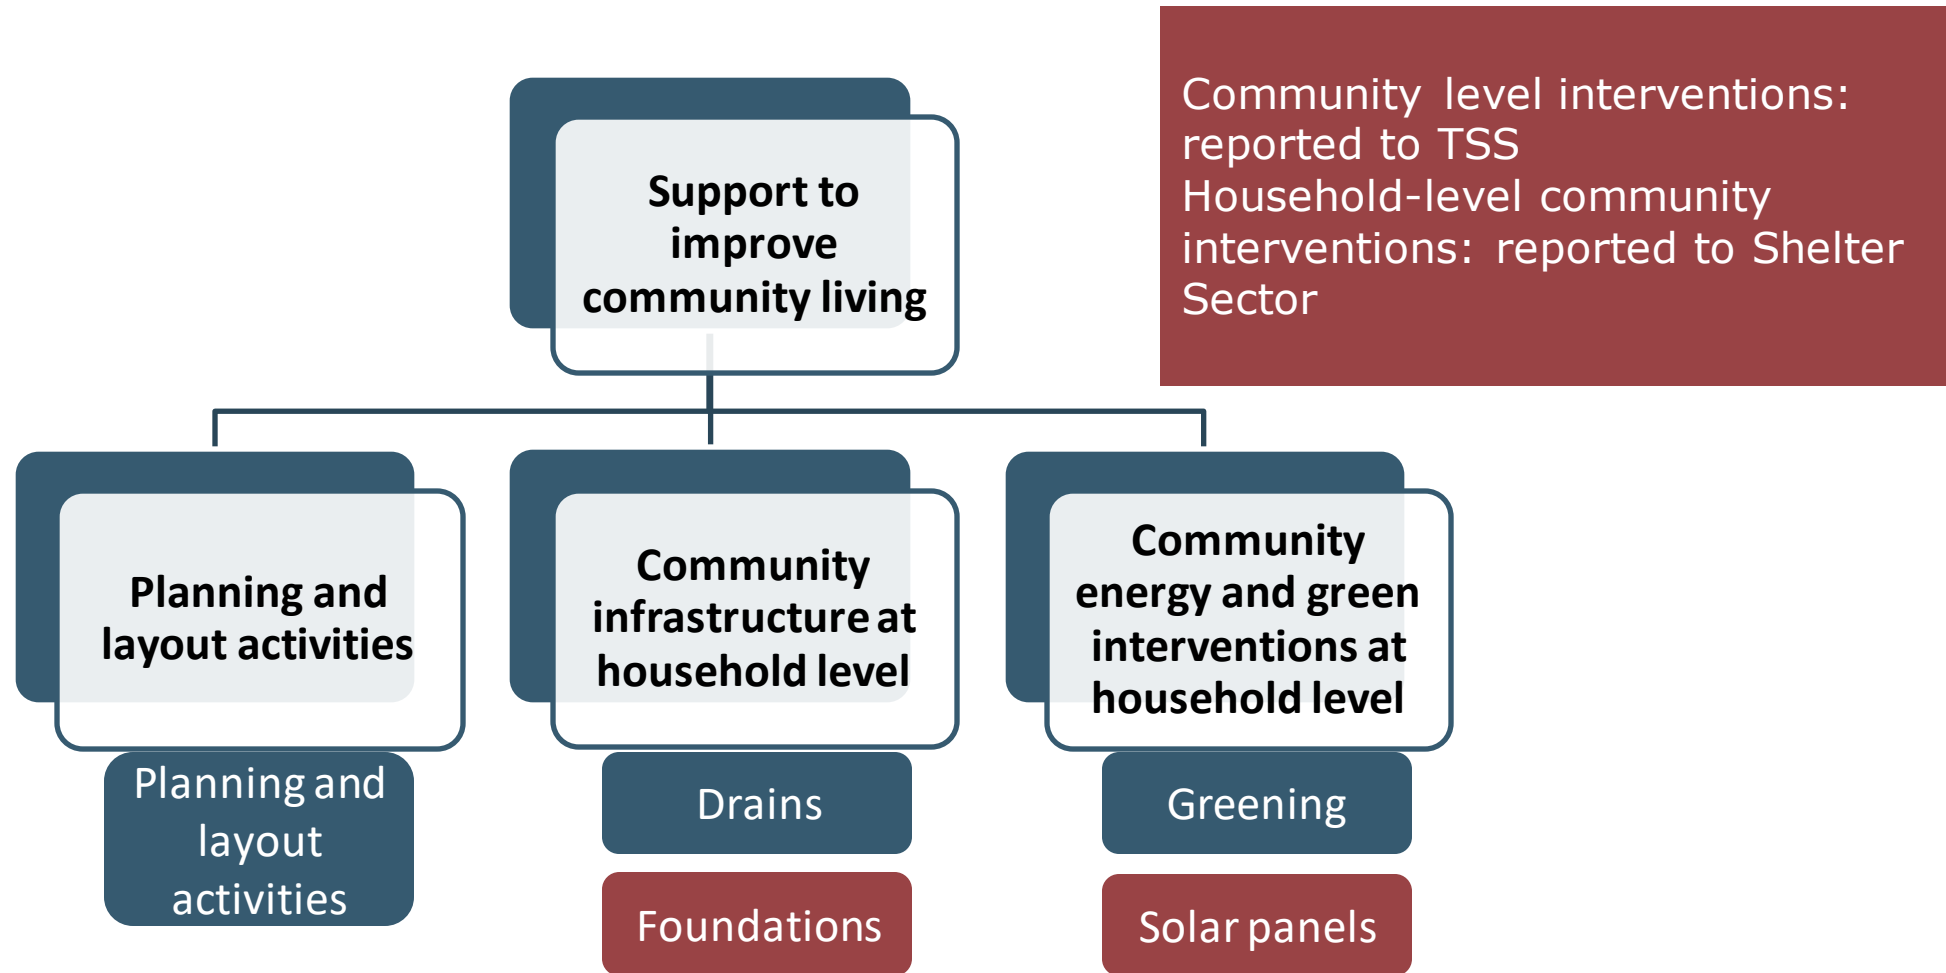 Community level interventions:
reported to TSS
Household-level community
interventions: reported to Shelter
Sector
Support to
improve
community living
Planning and
layout activities
Community
infrastructure at
household level
Community
energy and green
interventions at
household level
Planning and
layout
activities
Drains
Greening
Foundations
Solar panels